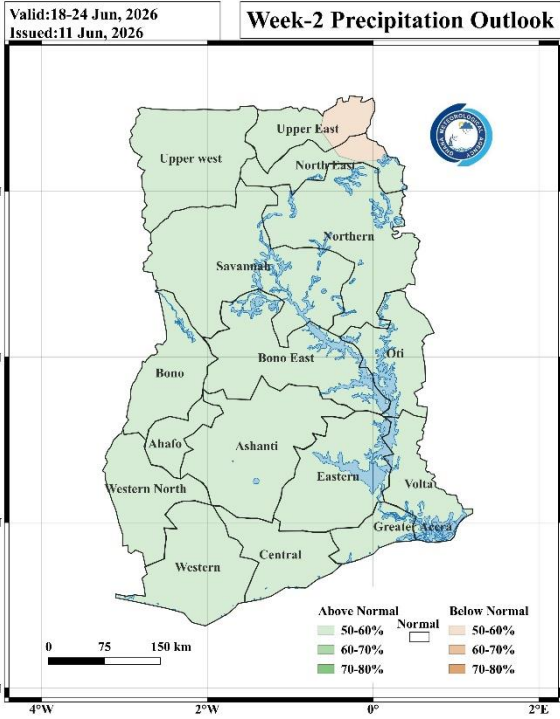 Valid:18-24 Jun, 2026
Issued:11 Jun, 2026
Week-2 Precipitation Outlook
GHANA METEOROLOGICAL AGENCY
Upper East
Upper west
North East
Northern
Savannah
Oti
Bono East
Bono
Ahafo
Ashanti
Eastern
Western North
Volta
Greater Accra
Central
Western
Above Normal
Normal
Below Normal
50-60%
50-60%
60-70%
60-70%
70-80%
70-80%
0 75 150 km
4°W 2°W 0° 2°E